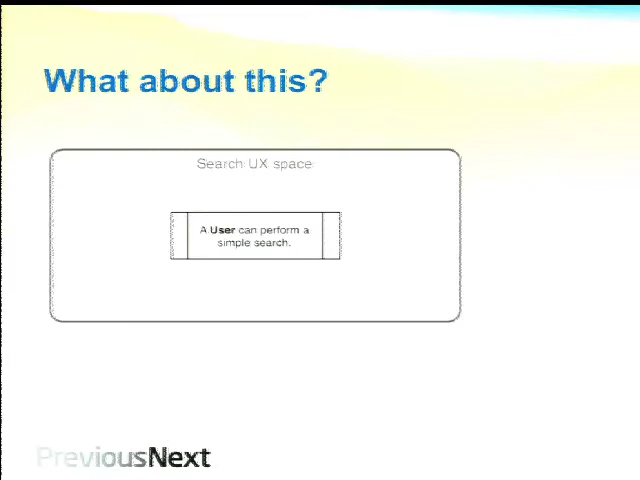 What about this?
Search UX space
A User can perform a
simple search.
PreviousNext